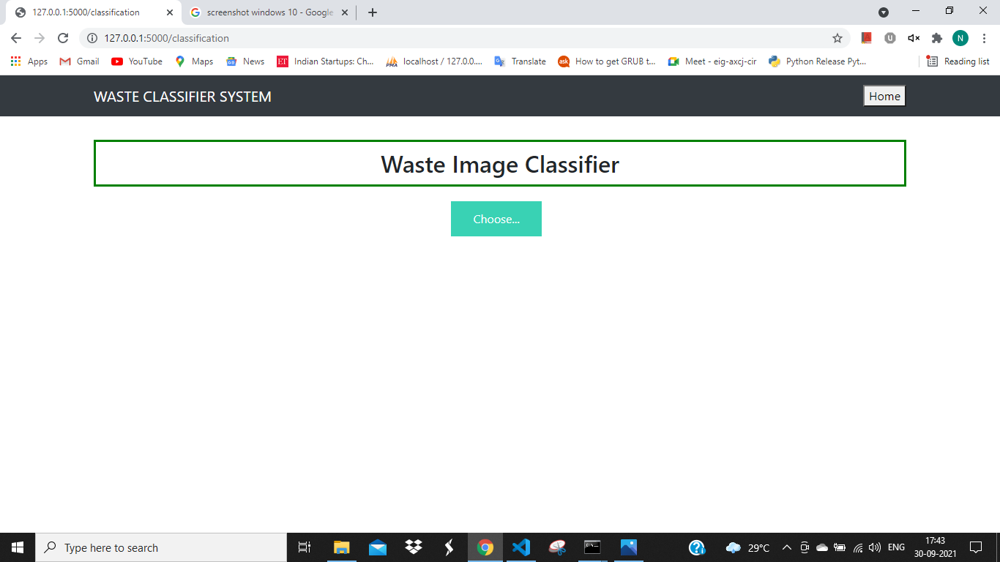 127.0.0.1:5000/classification
screenshot windows 10 - Google
127.0.0.1:5000/classification
N
Apps
Gmail
YouTube
Maps
News
ET Indian Startups: Ch...
PMA localhost / 127.0.0....
Translate
ask How to get GRUB t...
Meet - eig-axcj-cir
Python Release Pyt...
Reading list
WASTE CLASSIFIER SYSTEM
Home
Waste Image Classifier
Choose...
Type here to search
29°C
ENG
17:43
30-09-2021